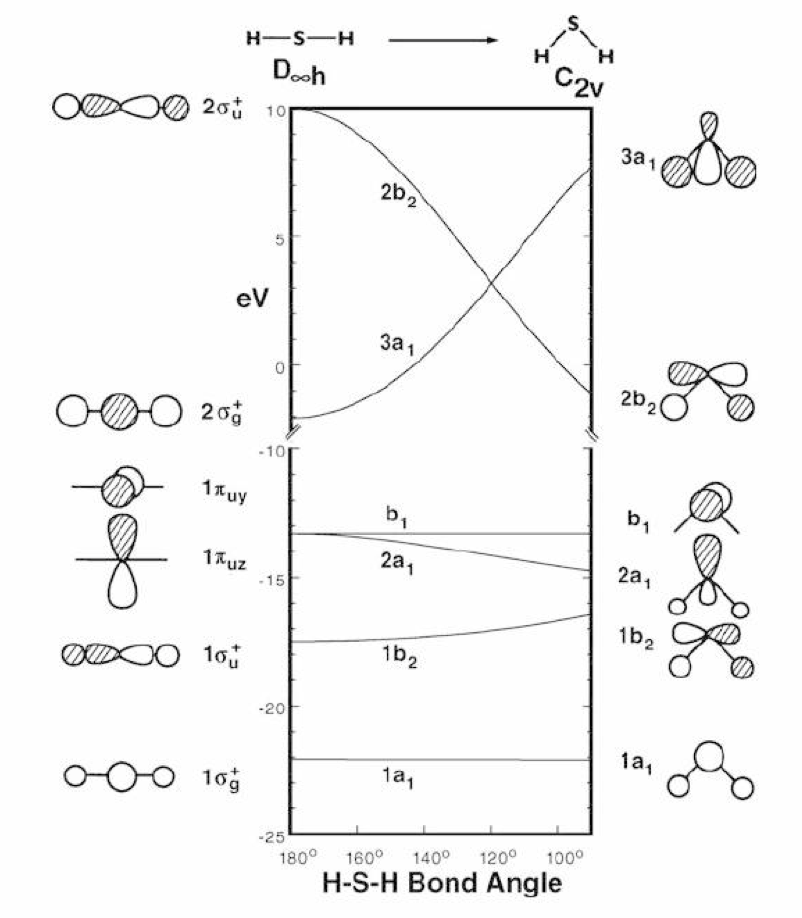 H—S—H
S
H H
D∞h
C2v
2σu+
10
3a1
2b2
5
eV
3a1
0
2σg+
2b2
-10
1πuy
b1
b1
1πuz
2a1
2a1
-15
1σu+
1b2
1b2
-20
1σg+
1a1
1a1
-25
180° 160° 140° 120° 100°
H-S-H Bond Angle